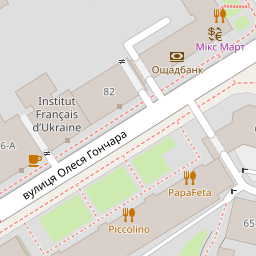 Мікс Март
Ощадбанк
82
Institut
Français
d'Ukraine
6-А
вулиця Олеся Гончара
PapaFeta
Piccolino
65-